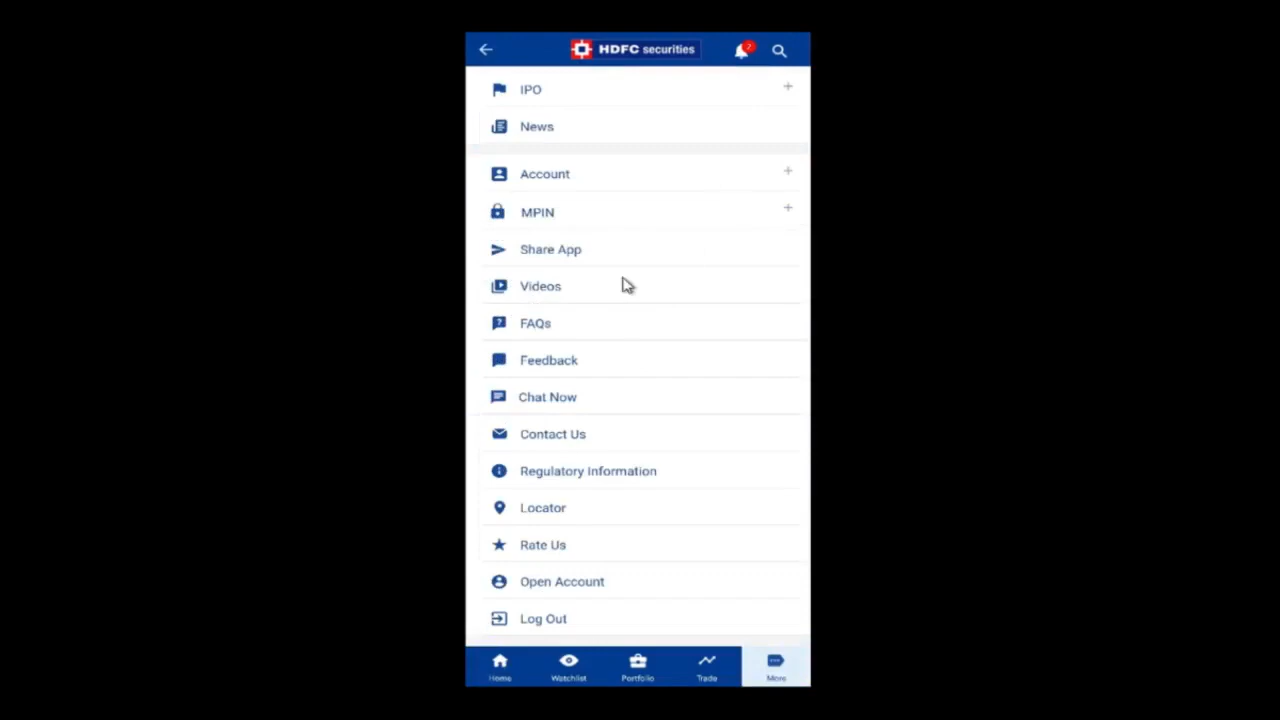 HDFC securities
2
IPO
News
Account
MPIN
Share App
Videos
FAQs
Feedback
Chat Now
Contact Us
Regulatory Information
Locator
Rate Us
Open Account
Log Out
Home Watchlist Portfolio Trade More